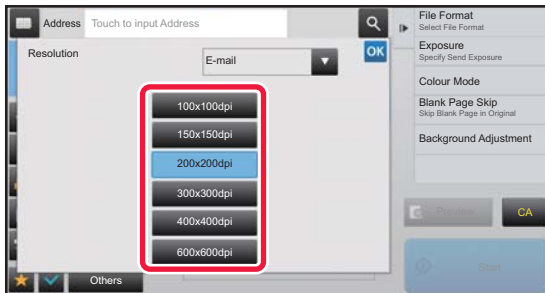 Address Touch to input Address
Resolution
E-mail
OK
100x100dpi
150x150dpi
200x200dpi
300x300dpi
400x400dpi
600x600dpi
Others
File Format
Select File Format
Exposure
Specify Send Exposure
Colour Mode
Blank Page Skip
Skip Blank Page in Original
Background Adjustment
Preview
CA
Start